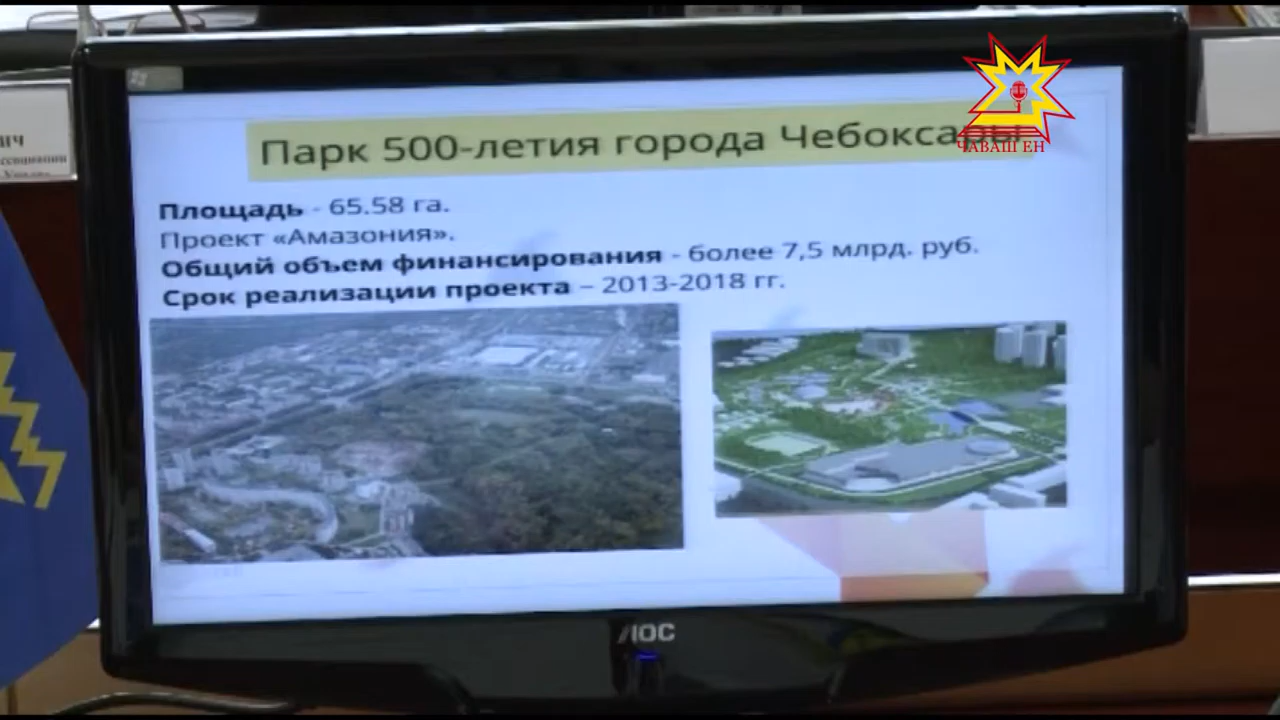 Парк 500-летия города Чебоксары
ЧĂВАШ ЕН
Площадь - 65.58 га.
Проект «Амазония».
Общий объем финансирования - более 7,5 млрд. руб.
Срок реализации проекта – 2013-2018 гг.
AOC
ИЧ